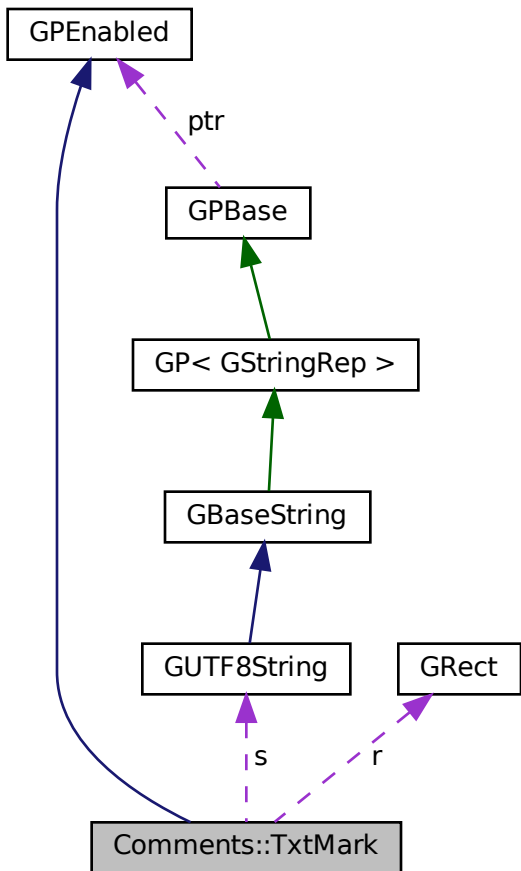 GPEnabled
ptr
GPBase
GP< GStringRep >
GBaseString
GUTF8String
GRect
s
r
Comments::TxtMark